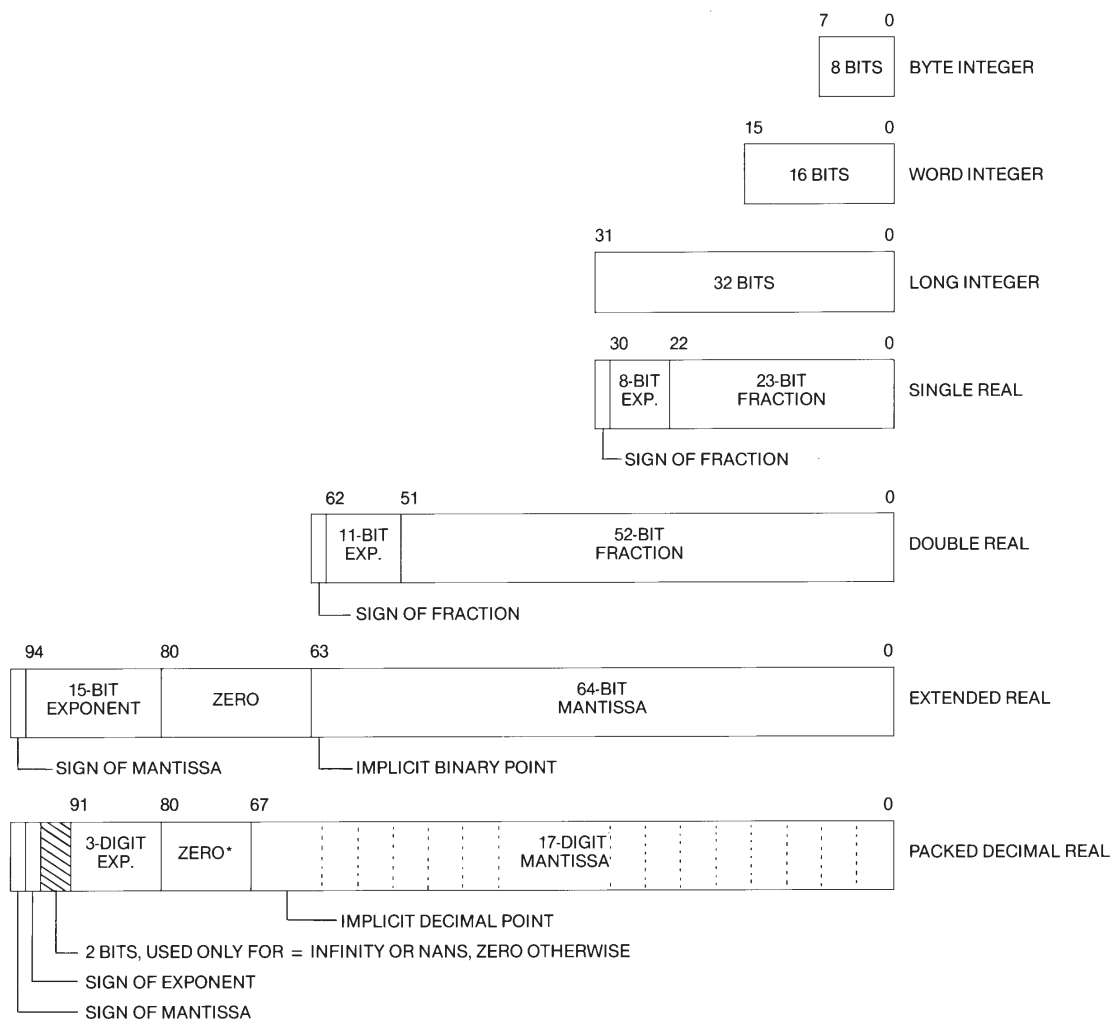 7 0
8 BITS BYTE INTEGER
15 0
16 BITS WORD INTEGER
31 0
32 BITS LONG INTEGER
30 22 0
8-BIT
EXP.
23-BIT
FRACTION
SINGLE REAL
SIGN OF FRACTION
62 51 0
11-BIT
EXP.
52-BIT
FRACTION
DOUBLE REAL
SIGN OF FRACTION
94 80 63 0
15-BIT
EXPONENT
ZERO
64-BIT
MANTISSA
EXTENDED REAL
SIGN OF MANTISSA
IMPLICIT BINARY POINT
91 80 67 0
3-DIGIT
EXP.
ZERO*
17-DIGIT
MANTISSA
PACKED DECIMAL REAL
IMPLICIT DECIMAL POINT
2 BITS, USED ONLY FOR = INFINITY OR NANS, ZERO OTHERWISE
SIGN OF EXPONENT
SIGN OF MANTISSA